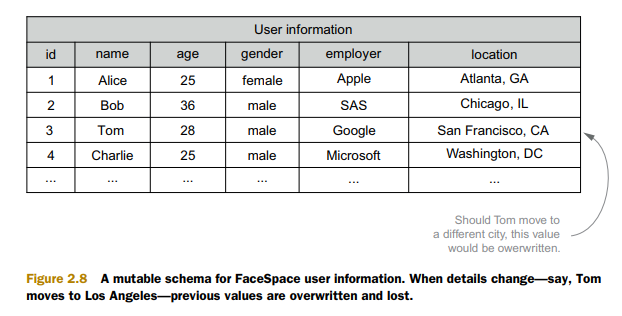 User information
id name age gender employer location
1 Alice 25 female Apple Atlanta, GA
2 Bob 36 male SAS Chicago, IL
3 Tom 28 male Google San Francisco, CA
4 Charlie 25 male Microsoft Washington, DC
... ... ... ... ... ...
Should Tom move to
a different city, this value
would be overwritten.
Figure 2.8 A mutable schema for FaceSpace user information. When details change—say, Tom
moves to Los Angeles—previous values are overwritten and lost.